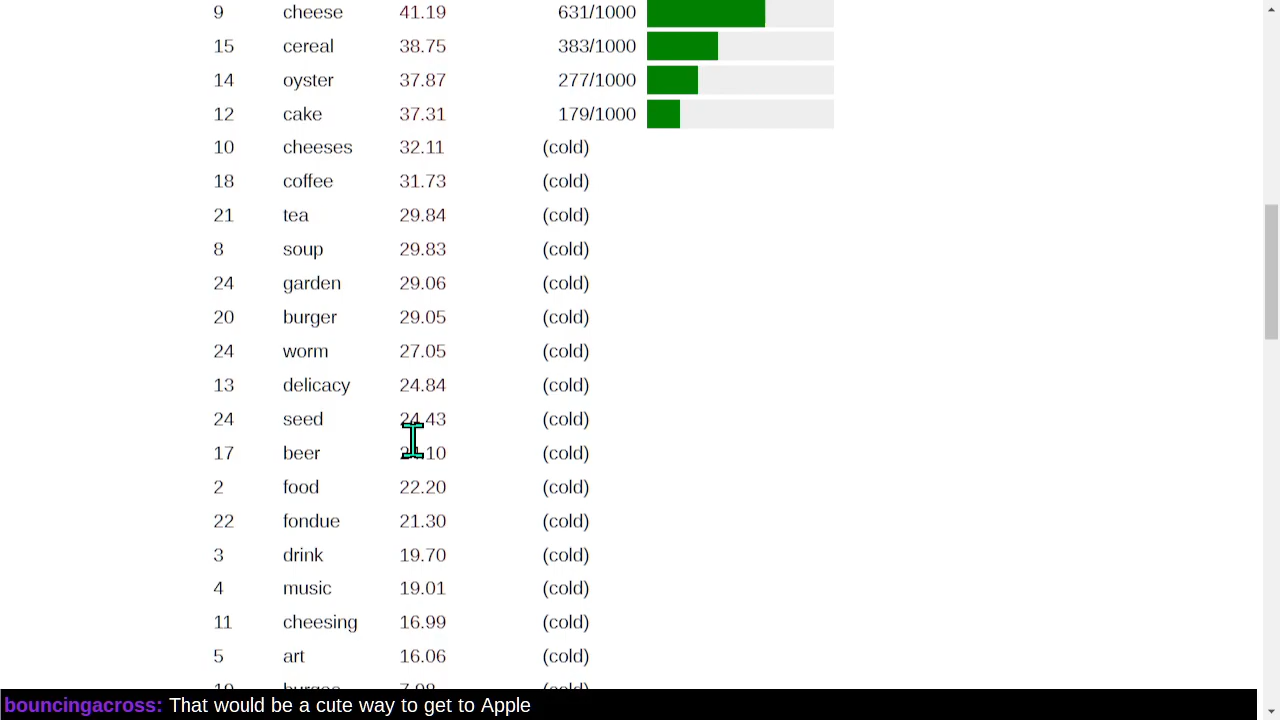 9 cheese 41.19 631/1000
15 cereal 38.75 383/1000
14 oyster 37.87 277/1000
12 cake 37.31 179/1000
10 cheeses 32.11 (cold)
18 coffee 31.73 (cold)
21 tea 29.84 (cold)
8 soup 29.83 (cold)
24 garden 29.06 (cold)
20 burger 29.05 (cold)
24 worm 27.05 (cold)
13 delicacy 24.84 (cold)
24 seed 24.43 (cold)
17 beer (cold)
2 food 22.20 (cold)
22 fondue 21.30 (cold)
3 drink 19.70 (cold)
4 music 19.01 (cold)
11 cheesing 16.99 (cold)
5 art 16.06 (cold)
bouncingacross: That would be a cute way to get to Apple